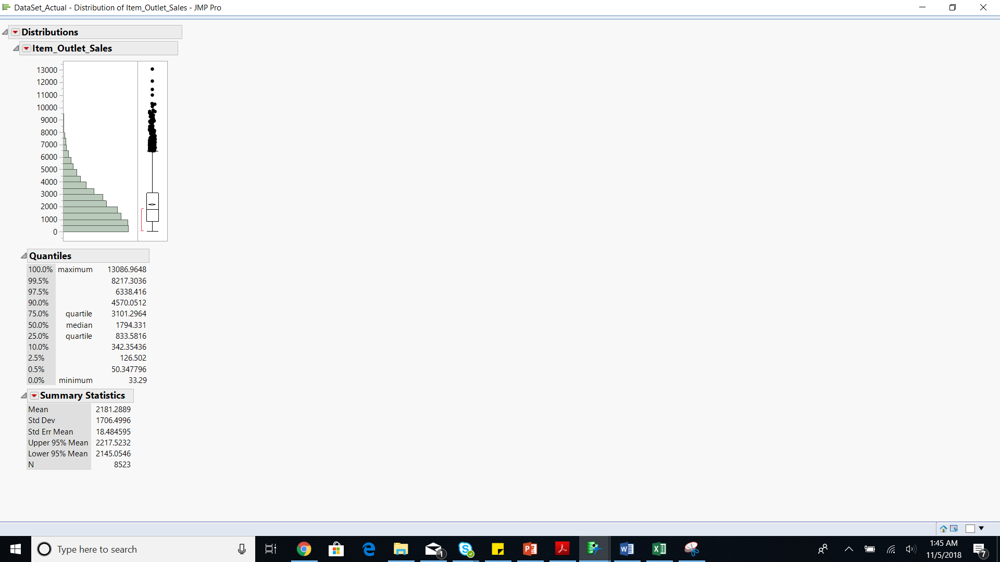 DataSet_Actual - Distribution of Item_Outlet_Sales - JMP Pro
Distributions
Item_Outlet_Sales
13000
12000
11000
10000
9000
8000
7000
6000
5000
4000
3000
2000
1000
0
Quantiles
100.0% maximum 13086.9648
99.5% 8217.3036
97.5% 6338.416
90.0% 4570.0512
75.0% quartile 3101.2964
50.0% median 1794.331
25.0% quartile 833.5816
10.0% 342.35436
2.5% 126.502
0.5% 50.347796
0.0% minimum 33.29
Summary Statistics
Mean 2181.2889
Std Dev 1706.4996
Std Err Mean 18.484595
Upper 95% Mean 2217.5232
Lower 95% Mean 2145.0546
N 8523
Type here to search
1
1:45 AM
11/5/2018
7